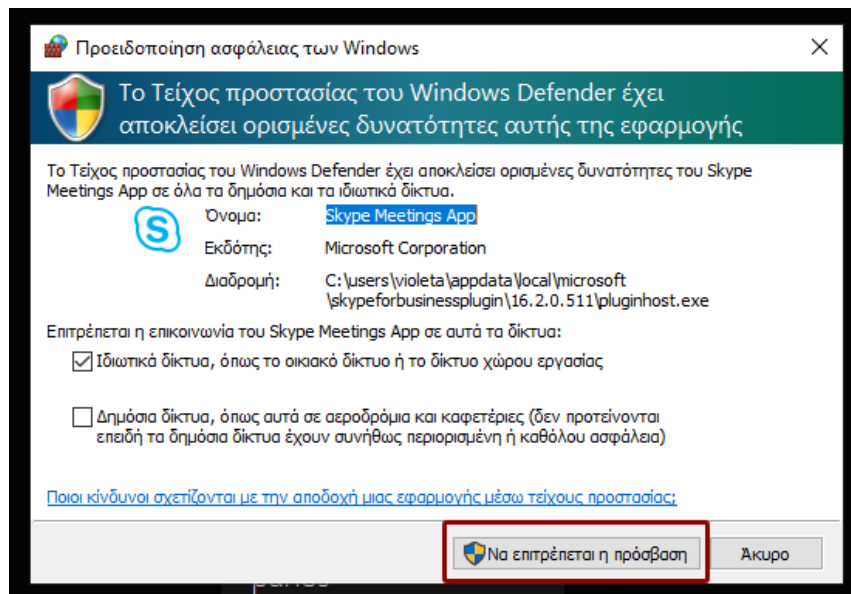 Προειδοποίηση ασφάλειας των Windows
Το Τείχος προστασίας του Windows Defender έχει
αποκλείσει ορισμένες δυνατότητες αυτής της εφαρμογής
Το Τείχος προστασίας του Windows Defender έχει αποκλείσει ορισμένες δυνατότητες του Skype
Meetings App σε όλα τα δημόσια και τα ιδιωτικά δίκτυα.
Όνομα: Skype Meetings App
Εκδότης: Microsoft Corporation
Διαδρομή: C:\users\violeta\appdata\local\microsoft
\skypeforbusinessplugin\16.2.0.511\pluginhost.exe
Επιτρέπεται η επικοινωνία του Skype Meetings App σε αυτά τα δίκτυα:
Ιδιωτικά δίκτυα, όπως το οικιακό δίκτυο ή το δίκτυο χώρου εργασίας
Δημόσια δίκτυα, όπως αυτά σε αεροδρόμια και καφετέριες (δεν προτείνονται
επειδή τα δημόσια δίκτυα έχουν συνήθως περιορισμένη ή καθόλου ασφάλεια)
Ποιοι κίνδυνοι σχετίζονται με την αποδοχή μιας εφαρμογής μέσω τείχους προστασίας;
Να επιτρέπεται η πρόσβαση Άκυρο